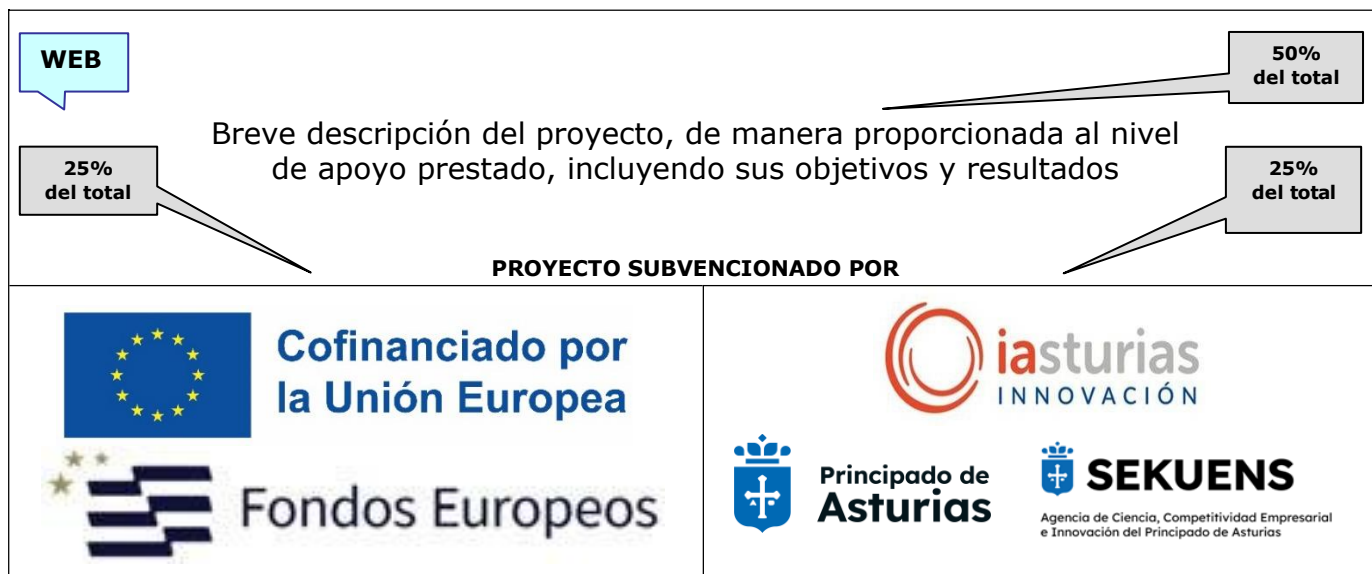 WEB
50%
del total
Breve descripción del proyecto, de manera proporcionada al nivel
de apoyo prestado, incluyendo sus objetivos y resultados
25%
del total
25%
del total
PROYECTO SUBVENCIONADO POR
Cofinanciado por
la Unión Europea
Fondos Europeos
iasturias
INNOVACIÓN
Principado de
Asturias
SEKUENS
Agencia de Ciencia, Competitividad Empresarial
e Innovación del Principado de Asturias